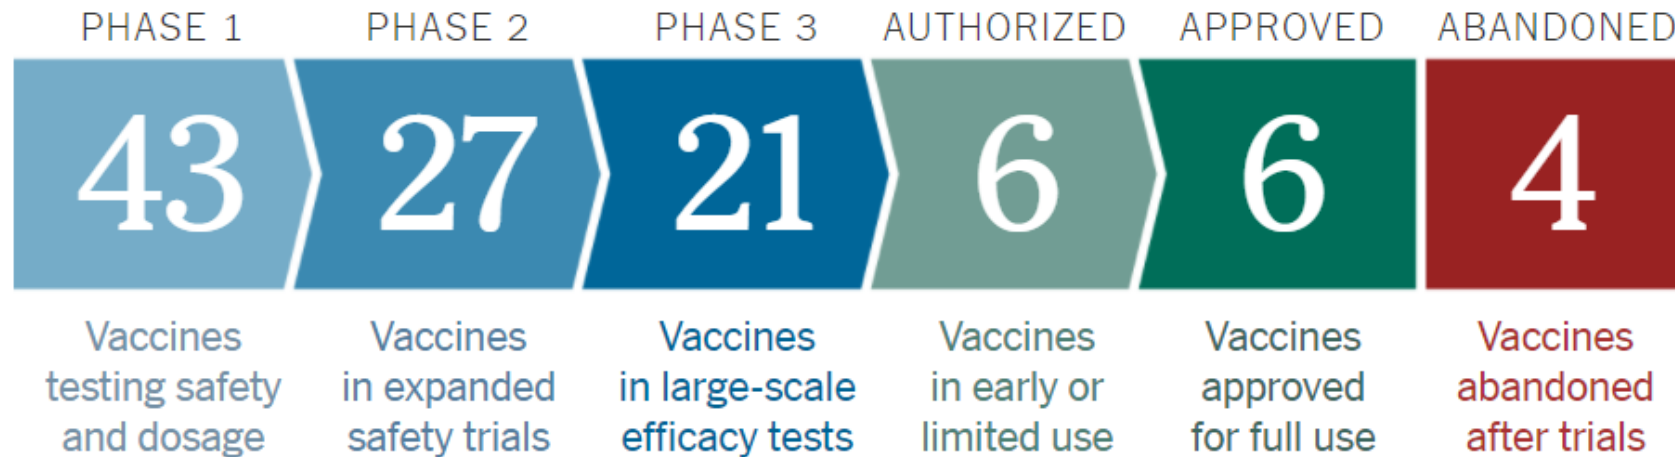 PHASE 1 PHASE 2 PHASE 3 AUTHORIZED APPROVED ABANDONED
43 27 21 6 6 4
Vaccines Vaccines Vaccines Vaccines Vaccines Vaccines
testing safety in expanded in large-scale in early or approved abandoned
and dosage safety trials efficacy tests limited use for full use after trials